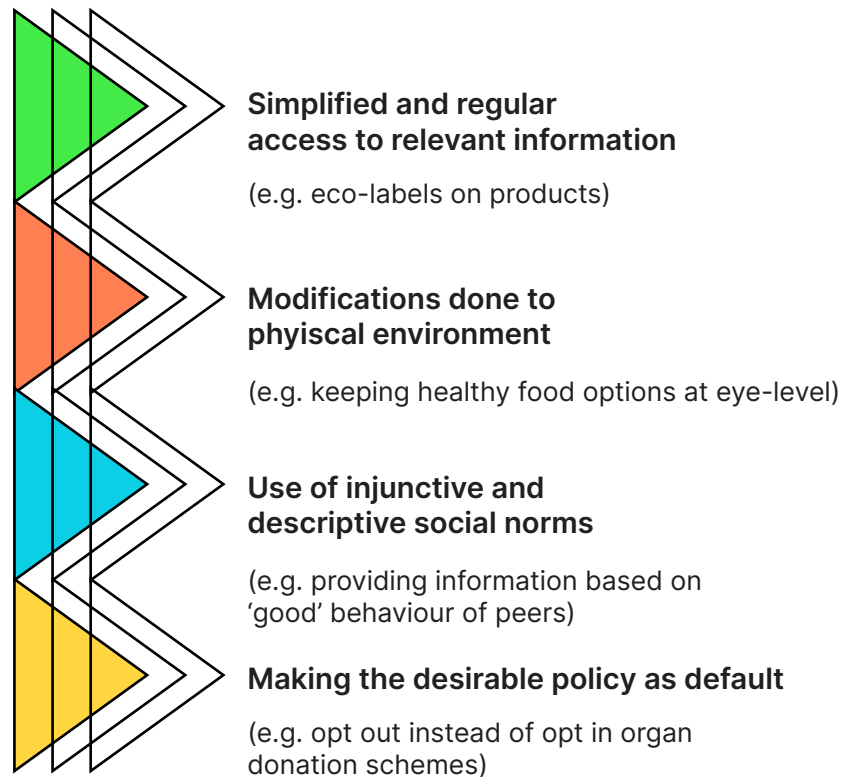 Simplified and regular
access to relevant information
(e.g. eco-labels on products)
Modifications done to
phyiscal environment
(e.g. keeping healthy food options at eye-level)
Use of injunctive and
descriptive social norms
(e.g. providing information based on
‘good’ behaviour of peers)
Making the desirable policy as default
(e.g. opt out instead of opt in organ
donation schemes)